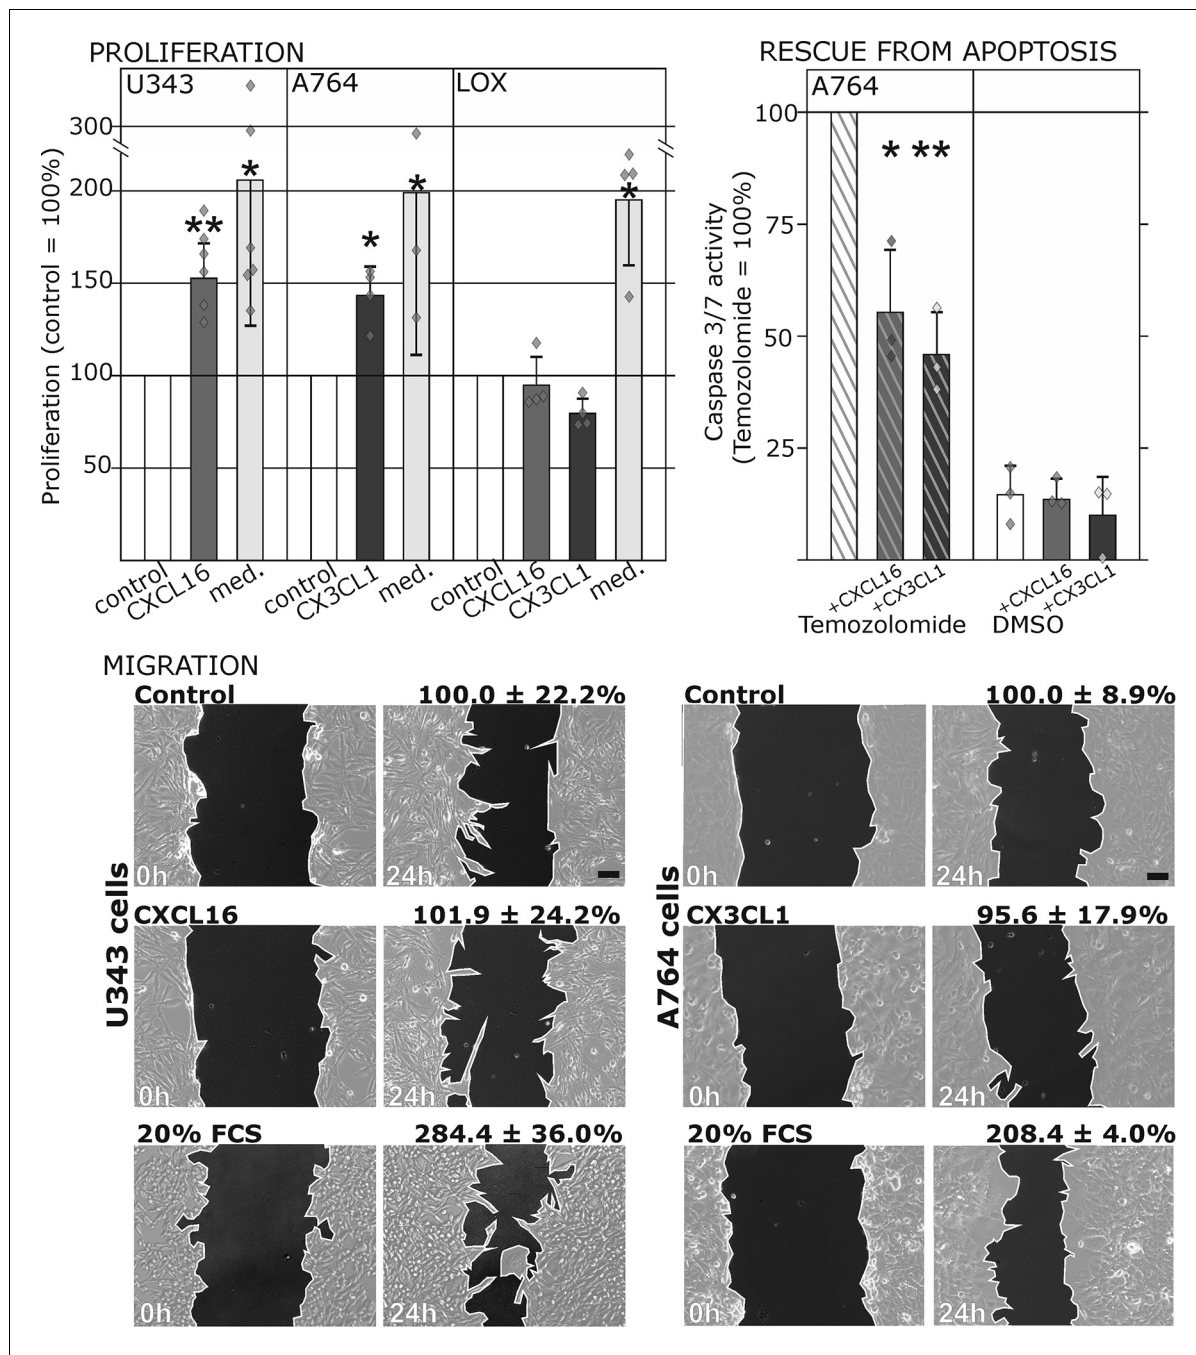 PROLIFERATION
U343
A764
LOX
Proliferation (control = 100%)
300
200
150
100
50
**
*
*
*
*
control
CXCL16
med.
control
CX3CL1
med.
control
CXCL16
CX3CL1
med.
RESCUE FROM APOPTOSIS
A764
Caspase 3/7 activity
(Temozolomide = 100%)
100
75
50
25
* **
+CXCL16
+CX3CL1
Temozolomide
+CXCL16
+CX3CL1
DMSO
MIGRATION
U343 cells
Control
100.0 ± 22.2%
0h
24h
CXCL16
101.9 ± 24.2%
0h
24h
20% FCS
284.4 ± 36.0%
0h
24h
A764 cells
Control
100.0 ± 8.9%
0h
24h
CX3CL1
95.6 ± 17.9%
0h
24h
20% FCS
208.4 ± 4.0%
0h
24h